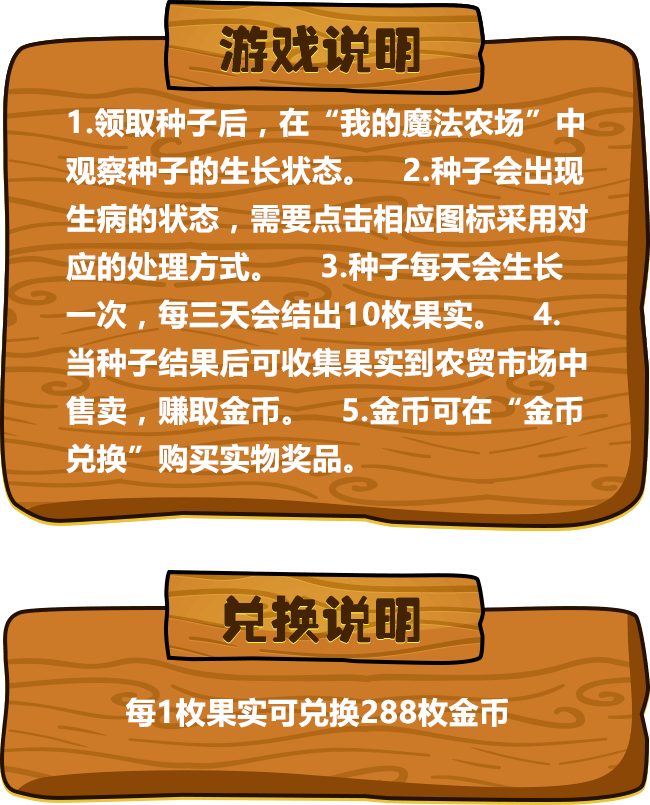 游戏说明
1.领取种子后，在“我的魔法农场”中
观察种子的生长状态。 2.种子会出现
生病的状态，需要点击相应图标采用对
应的处理方式。 3.种子每天会生长
一次，每三天会结出10枚果实。 4.
当种子结果后可收集果实到农贸市场中
售卖，赚取金币。 5.金币可在“金币
兑换”购买实物奖品。
兑换说明
每1枚果实可兑换288枚金币